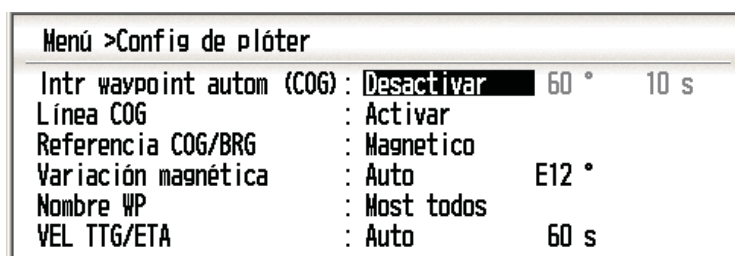 Menú >Config de plóter
Intr waypoint autom (COG) : Desactivar 60 ° 10 s
Línea COG : Activar
Referencia COG/BRG : Magnetico
Variación magnética : Auto E12 °
Nombre WP : Most todos
VEL TTG/ETA : Auto 60 s